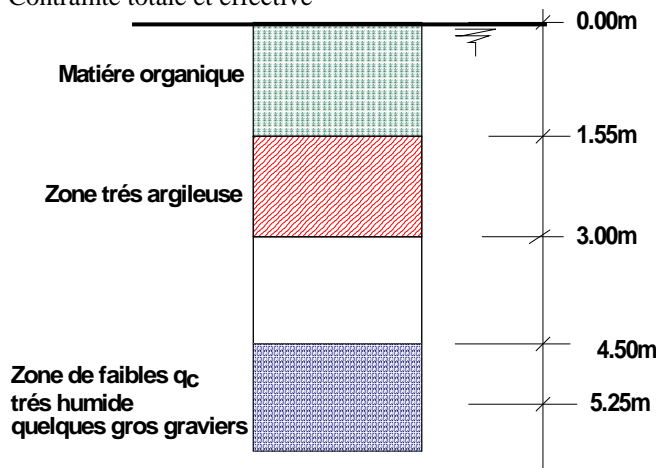 Contrainte totale et effective
0.00m
Matiére organique
1.55m
Zone trés argileuse
3.00m
4.50m
Zone de faibles qc
trés humide
quelques gros graviers
5.25m